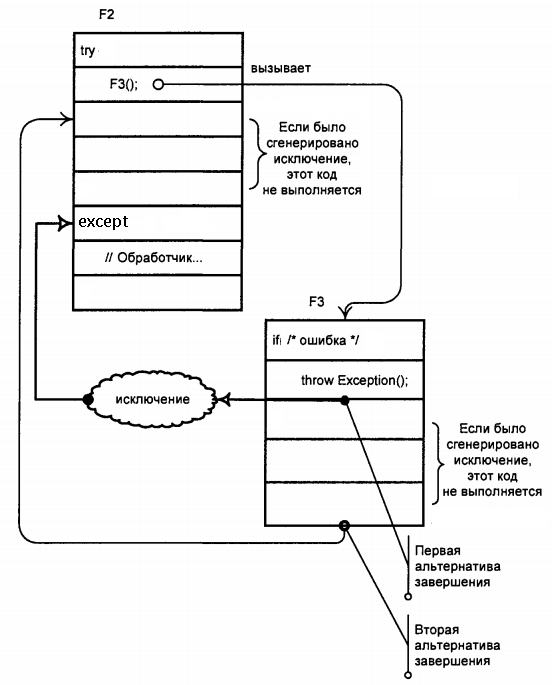 F2
try
F3();
вызывает
Если было
сгенерировано
исключение,
этот код
не выполняется
except
// Обработчик...
F3
if /* ошибка */
throw Exception();
исключение
Если было
сгенерировано
исключение,
этот код
не выполняется
Первая
альтернатива
завершения
Вторая
альтернатива
завершения